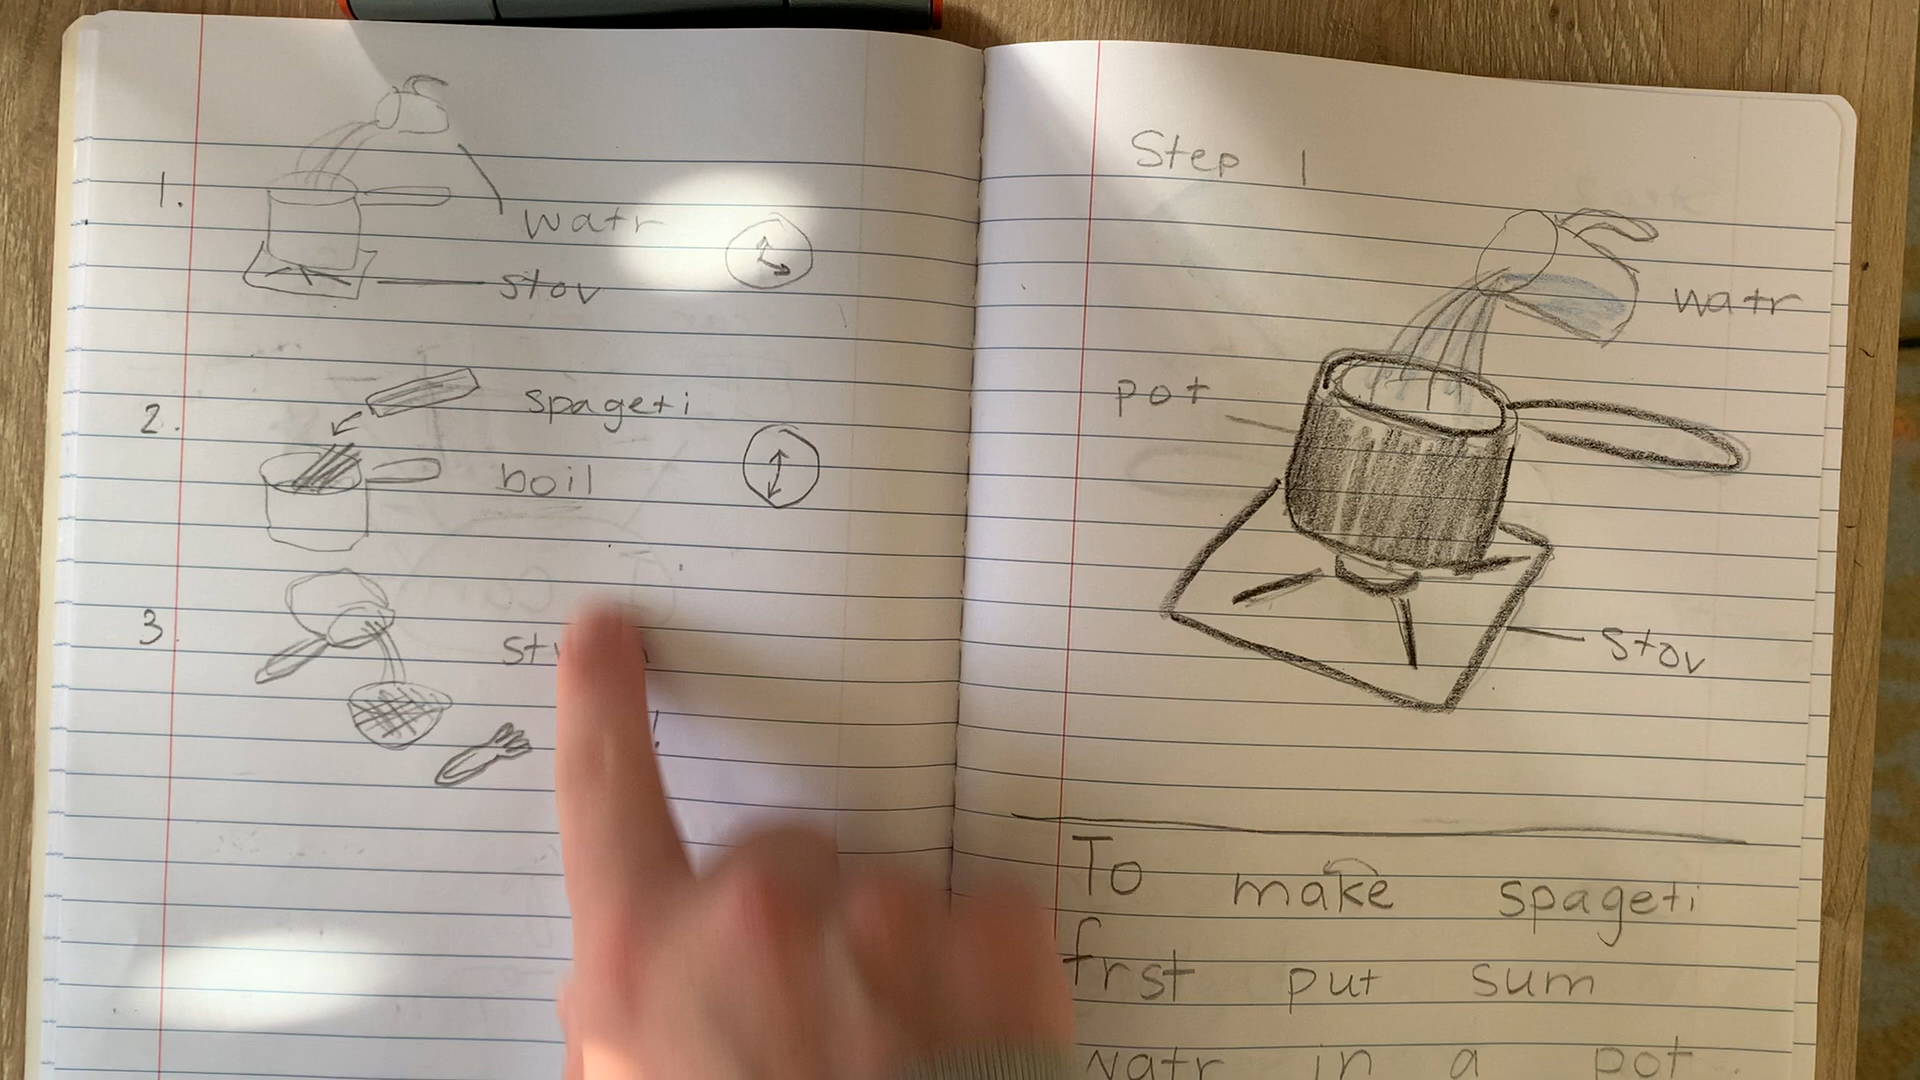 1.
watr
stov
2.
spageti
boil
3.
Step 1
watr
pot
stov
To make spageti
frst put sum
watr in a pot